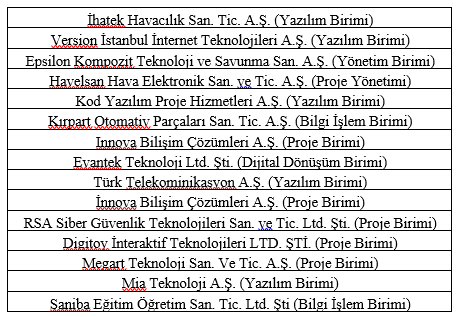 İhatek Havacılık San. Tic. A.Ş. (Yazılım Birimi)
Version İstanbul İnternet Teknolojileri A.Ş. (Yazılım Birimi)
Epsilon Kompozit Teknoloji ve Savunma San. A.Ş. (Yönetim Birimi)
Havelsan Hava Elektronik San. ve Tic. A.Ş. (Proje Yönetimi)
Kod Yazılım Proje Hizmetleri A.Ş. (Yazılım Birimi)
Kırpart Otomativ Parçaları San. Tic. A.Ş. (Bilgi İşlem Birimi)
Innova Bilişim Çözümleri A.Ş. (Proje Birimi)
Evantek Teknoloji Ltd. Şti. (Dijital Dönüşüm Birimi)
Türk Telekominikasyon A.Ş. (Yazılım Birimi)
İnnova Bilişim Çözümleri A.Ş. (Proje Birimi)
RSA Siber Güvenlik Teknolojileri San. ve Tic. Ltd. Şti. (Proje Birimi)
Digitoy İnteraktif Teknolojileri LTD. ŞTİ. (Proje Birimi)
Megart Teknoloji San. Ve Tic. A.Ş. (Proje Birimi)
Mia Teknoloji A.Ş. (Yazılım Birimi)
Saniba Eğitim Öğretim San. Tic. Ltd. Şti (Bilgi İşlem Birimi)